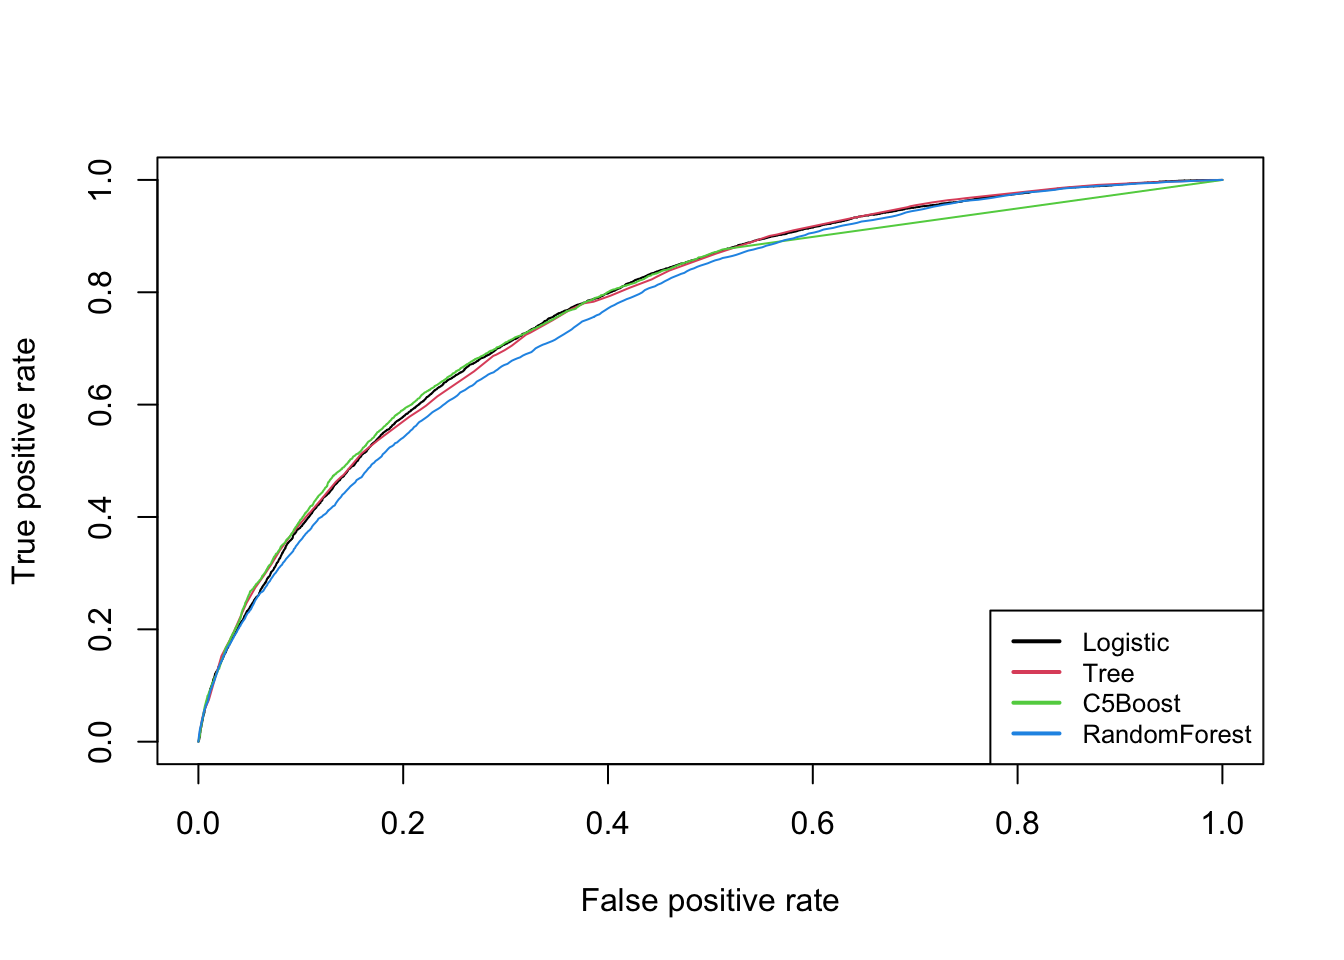 True positive rate
1.0
0.8
0.6
0.4
0.2
0.0
Logistic
Tree
C5Boost
RandomForest
0.0 0.2 0.4 0.6 0.8 1.0
False positive rate